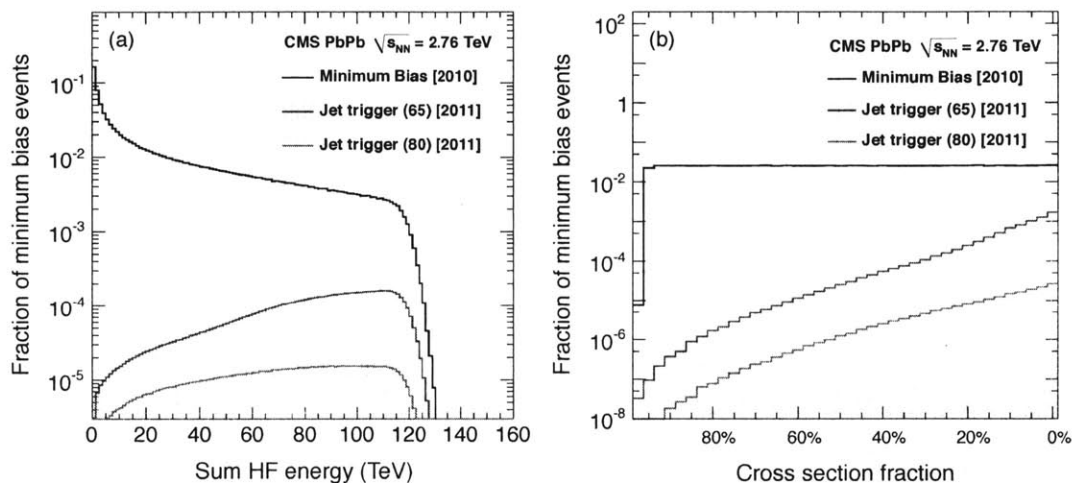 (a)
CMS PbPb √sNN = 2.76 TeV
Minimum Bias [2010]
Jet trigger (65) [2011]
Jet trigger (80) [2011]
Fraction of minimum bias events
10⁻¹
10⁻²
10⁻³
10⁻⁴
10⁻⁵
0 20 40 60 80 100 120 140 160
Sum HF energy (TeV)
(b)
CMS PbPb √sNN = 2.76 TeV
Minimum Bias [2010]
Jet trigger (65) [2011]
Jet trigger (80) [2011]
Fraction of minimum bias events
10²
1
10⁻²
10⁻⁴
10⁻⁶
10⁻⁸
80% 60% 40% 20% 0%
Cross section fraction